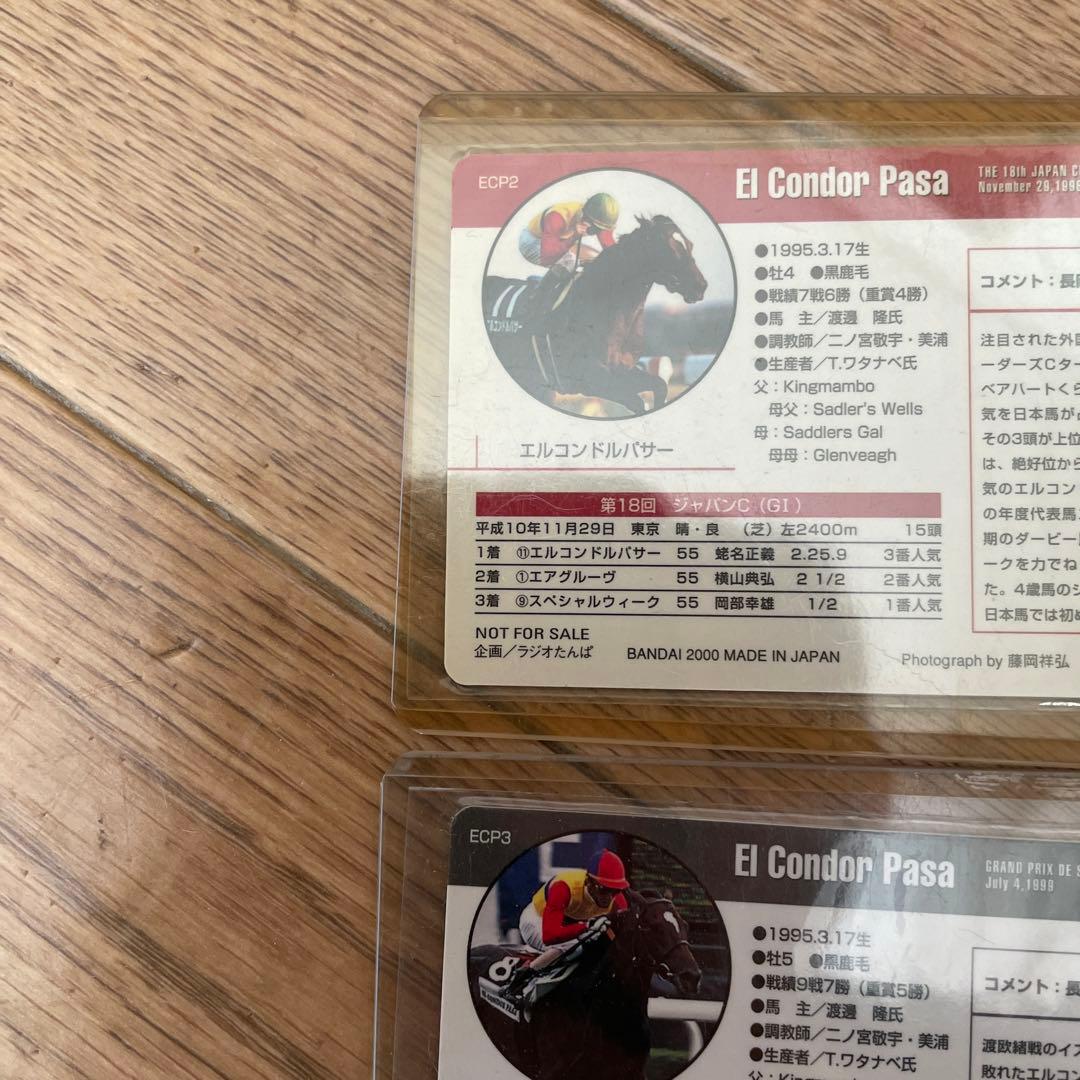 ECP2
El Condor Pasa
THE 18th JAPAN
November 29,1998
●1995.3.17生
●牡4 ●黒鹿毛
●戦績7戦6勝（重賞4勝）
●馬　主／渡邊　隆氏
●調教師／二ノ宮敬宇・美浦
●生産者／T.ワタナベ氏
父：Kingmambo
母父：Sadler's Wells
母：Saddlers Gal
母母：Glenveagh
エルコンドルパサー
エルコンドルパサー
コメント：長
注目された外国
ーダーズCター
ベアハートくら
気を日本馬が
その3頭が上位
は、絶好位から
気のエルコン
の年度代表馬
期のダービー
ークを力でね
た。4歳馬のジ
日本馬では初め
第18回　ジャパンC（GI）
平成10年11月29日　東京　晴・良　（芝）左2400m　15頭
1着　⑪エルコンドルパサー　55　蛯名正義　2.25.9　3番人気
2着　①エアグルーヴ　55　横山典弘　2 1/2　2番人気
3着　⑨スペシャルウィーク　55　岡部幸雄　1/2　1番人気
NOT FOR SALE
企画／ラジオたんぱ
BANDAI 2000 MADE IN JAPAN
Photograph by 藤岡祥弘
ECP3
El Condor Pasa
GRAND PRIX DE
July 4,1999
8
●1995.3.17生
●牡5 ●黒鹿毛
●戦績9戦7勝（重賞5勝）
●馬　主／渡邊　隆氏
●調教師／二ノ宮敬宇・美浦
●生産者／T.ワタナベ氏
コメント：長
渡欧緒戦のイス
敗れたエルコン